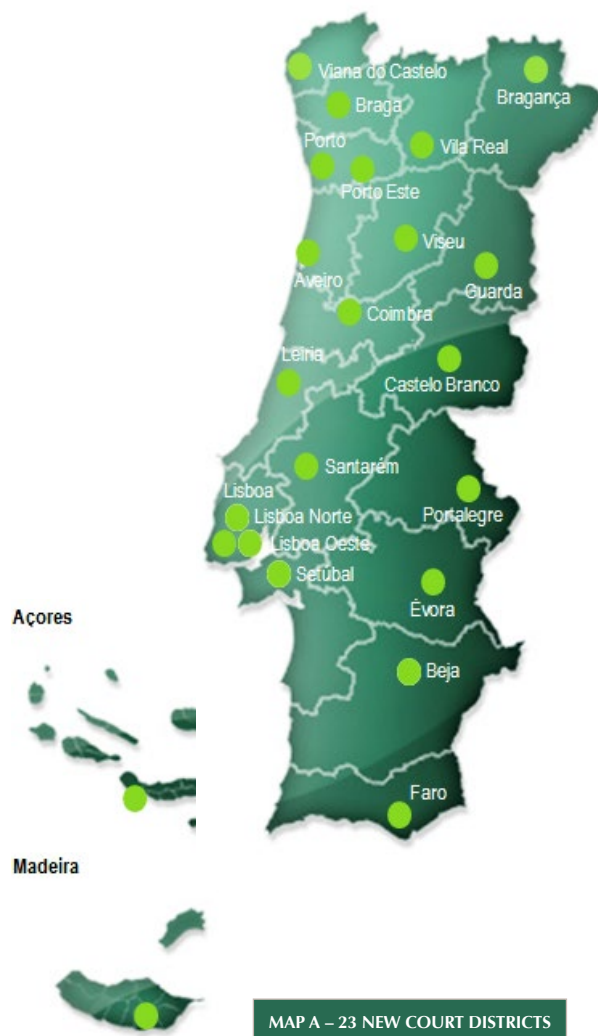 Viana do Castelo
Bragança
Braga
Porto
Vila Real
Porto Este
Viseu
Aveiro
Guarda
Coimbra
Leiria
Castelo Branco
Santarém
Lisboa
Portalegre
Lisboa Norte
Lisboa Oeste
Setúbal
Évora
Açores
Beja
Faro
Madeira
MAP A – 23 NEW COURT DISTRICTS